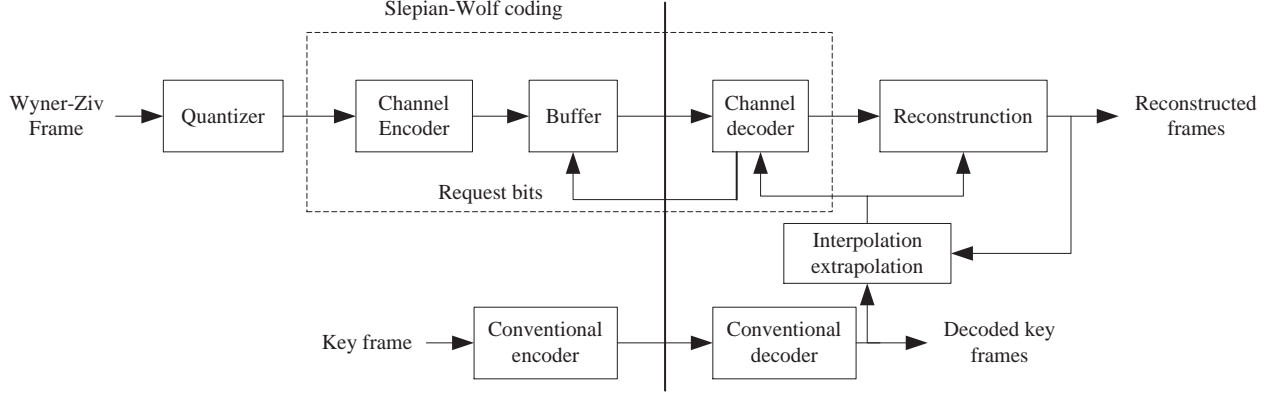 Slepian-Wolf coding
Wyner-Ziv
Frame
Quantizer
Channel
Encoder
Buffer
Channel
decoder
Reconstrunction
Reconstructed
frames
Request bits
Interpolation
extrapolation
Key frame
Conventional
encoder
Conventional
decoder
Decoded key
frames